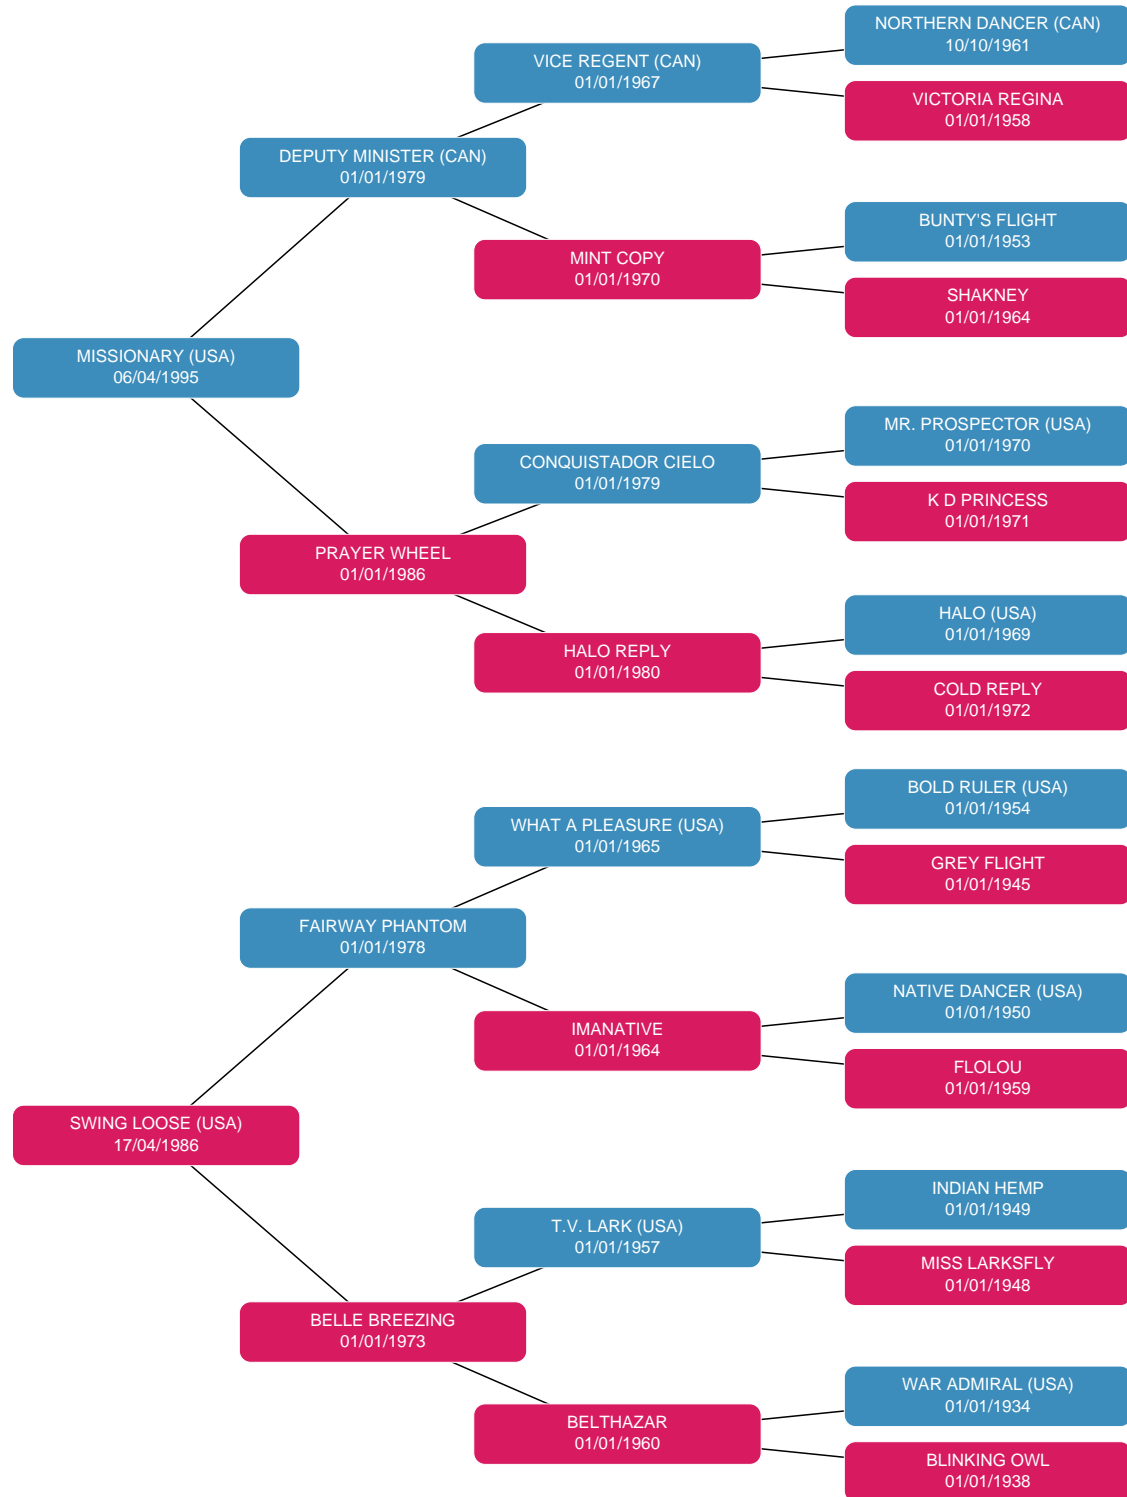 NORTHERN DANCER (CAN)
10/10/1961
VICE REGENT (CAN)
01/01/1967
VICTORIA REGINA
01/01/1958
DEPUTY MINISTER (CAN)
01/01/1979
BUNTY'S FLIGHT
01/01/1953
MINT COPY
01/01/1970
SHAKNEY
01/01/1964
MISSIONARY (USA)
06/04/1995
MR. PROSPECTOR (USA)
01/01/1970
CONQUISTADOR CIELO
01/01/1979
K D PRINCESS
01/01/1971
PRAYER WHEEL
01/01/1986
HALO (USA)
01/01/1969
HALO REPLY
01/01/1980
COLD REPLY
01/01/1972
BOLD RULER (USA)
01/01/1954
WHAT A PLEASURE (USA)
01/01/1965
GREY FLIGHT
01/01/1945
FAIRWAY PHANTOM
01/01/1978
NATIVE DANCER (USA)
01/01/1950
IMANATIVE
01/01/1964
FLOLOU
01/01/1959
SWING LOOSE (USA)
17/04/1986
INDIAN HEMP
01/01/1949
T.V. LARK (USA)
01/01/1957
MISS LARKSFLY
01/01/1948
BELLE BREEZING
01/01/1973
WAR ADMIRAL (USA)
01/01/1934
BELTHAZAR
01/01/1960
BLINKING OWL
01/01/1938